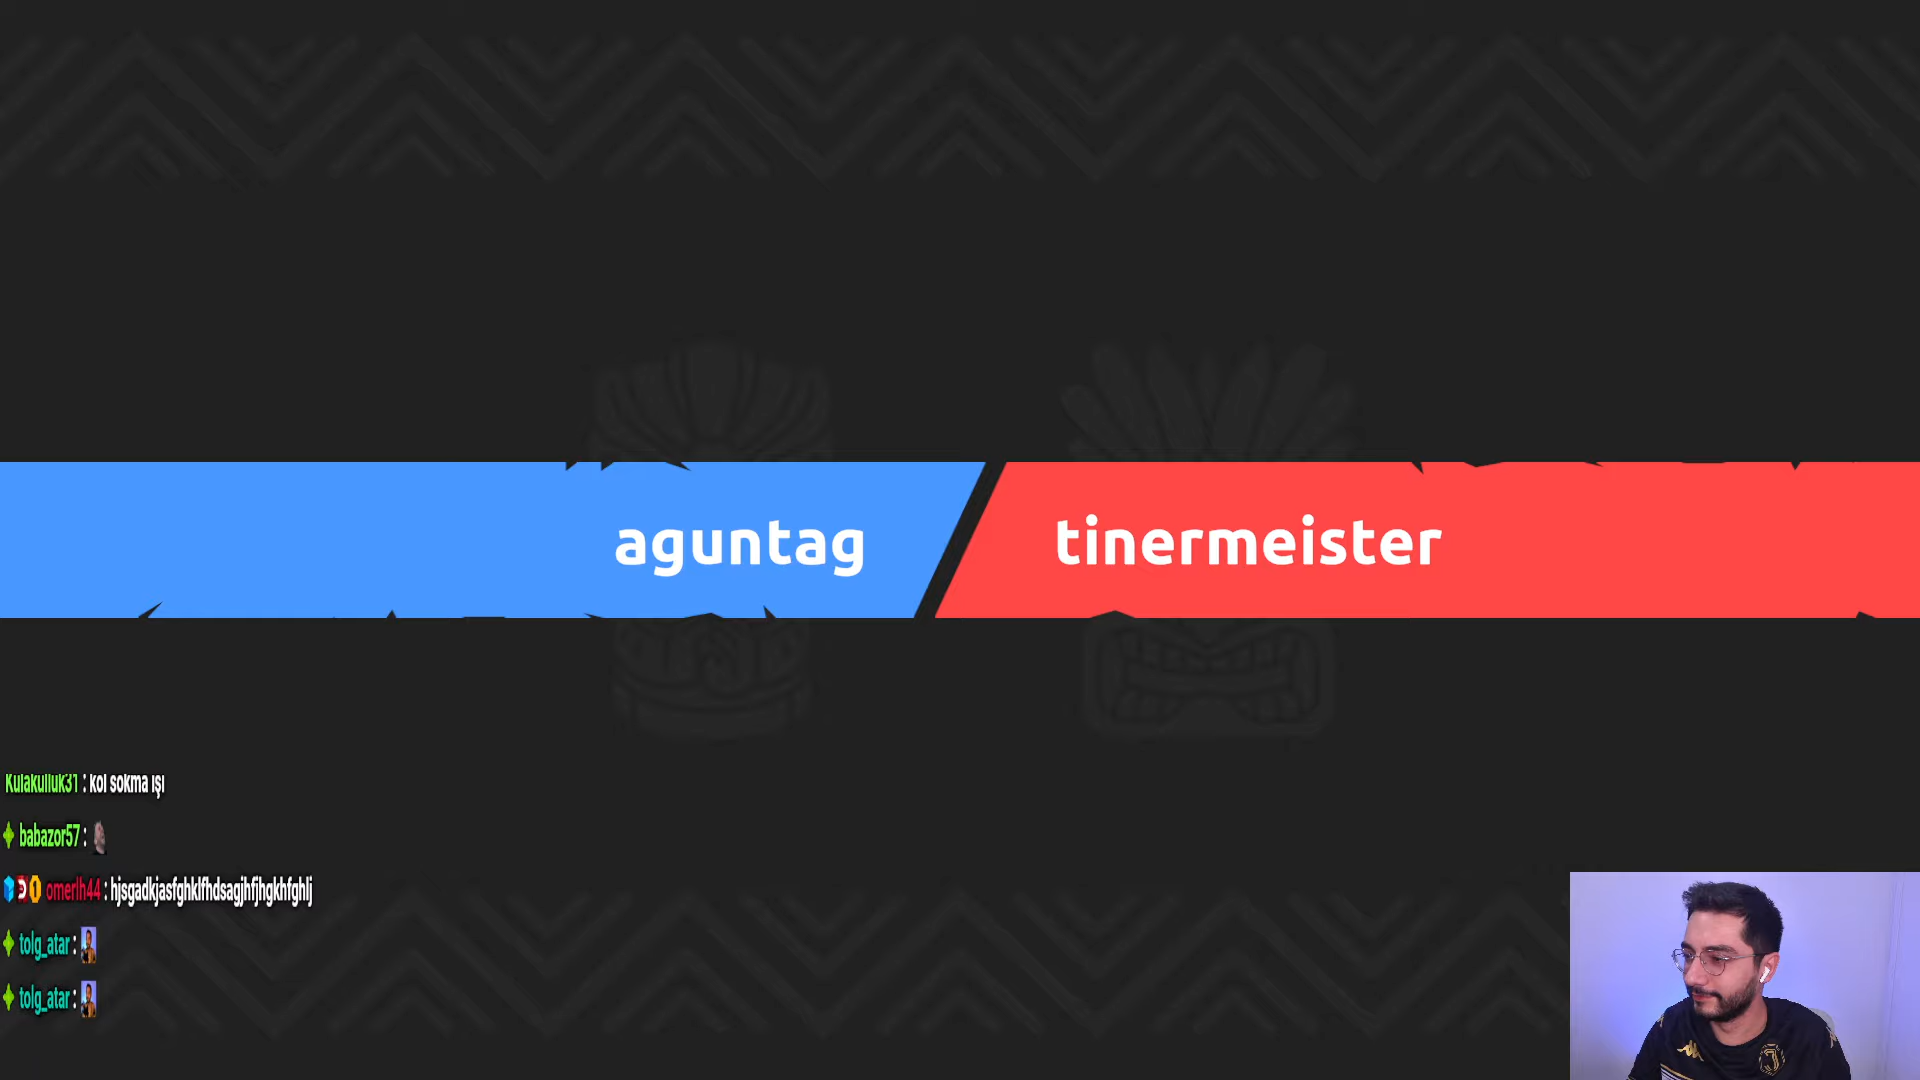 aguntag
tinermeister
Kulakulluk31 : kol sokma işi
babazor57 :
omerlh44 : hjsgadkjasfghklfhdsagjhfjhgkhfghlj
tolg_atar :
tolg_atar :